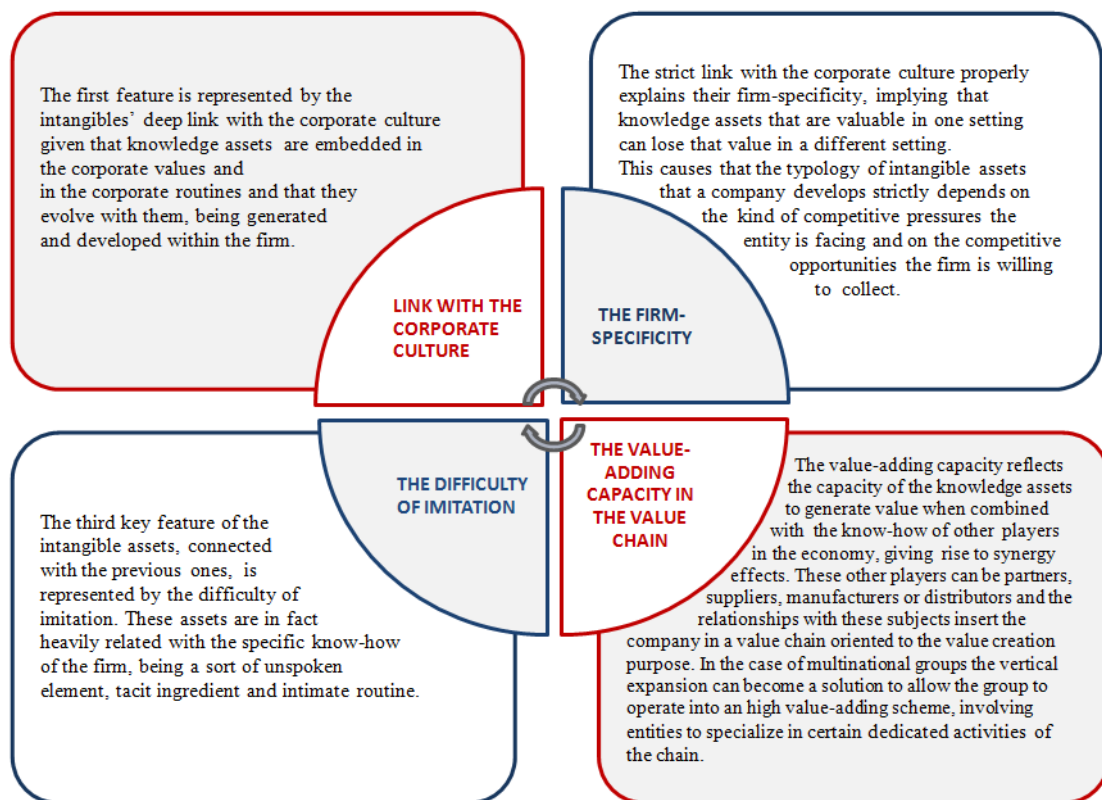 The first feature is represented by the
intangibles’ deep link with the corporate culture
given that knowledge assets are embedded in
the corporate values and
in the corporate routines and that they
evolve with them, being generated
and developed within the firm.
LINK WITH THE
CORPORATE
CULTURE
The strict link with the corporate culture properly
explains their firm-specificity, implying that
knowledge assets that are valuable in one setting
can lose that value in a different setting.
This causes that the typology of intangible assets
that a company develops strictly depends on
the kind of competitive pressures the
entity is facing and on the competitive
opportunities the firm is willing
to collect.
THE FIRM-
SPECIFICITY
The third key feature of the
intangible assets, connected
with the previous ones, is
represented by the difficulty of
imitation. These assets are in fact
heavily related with the specific know-how
of the firm, being a sort of unspoken
element, tacit ingredient and intimate routine.
THE DIFFICULTY
OF IMITATION
THE VALUE-
ADDING
CAPACITY IN
THE VALUE
CHAIN
The value-adding capacity reflects
the capacity of the knowledge assets
to generate value when combined
with the know-how of other players
in the economy, giving rise to synergy
effects. These other players can be partners,
suppliers, manufacturers or distributors and the
relationships with these subjects insert the
company in a value chain oriented to the value creation
purpose. In the case of multinational groups the vertical
expansion can become a solution to allow the group to
operate into an high value-adding scheme, involving
entities to specialize in certain dedicated activities of
the chain.